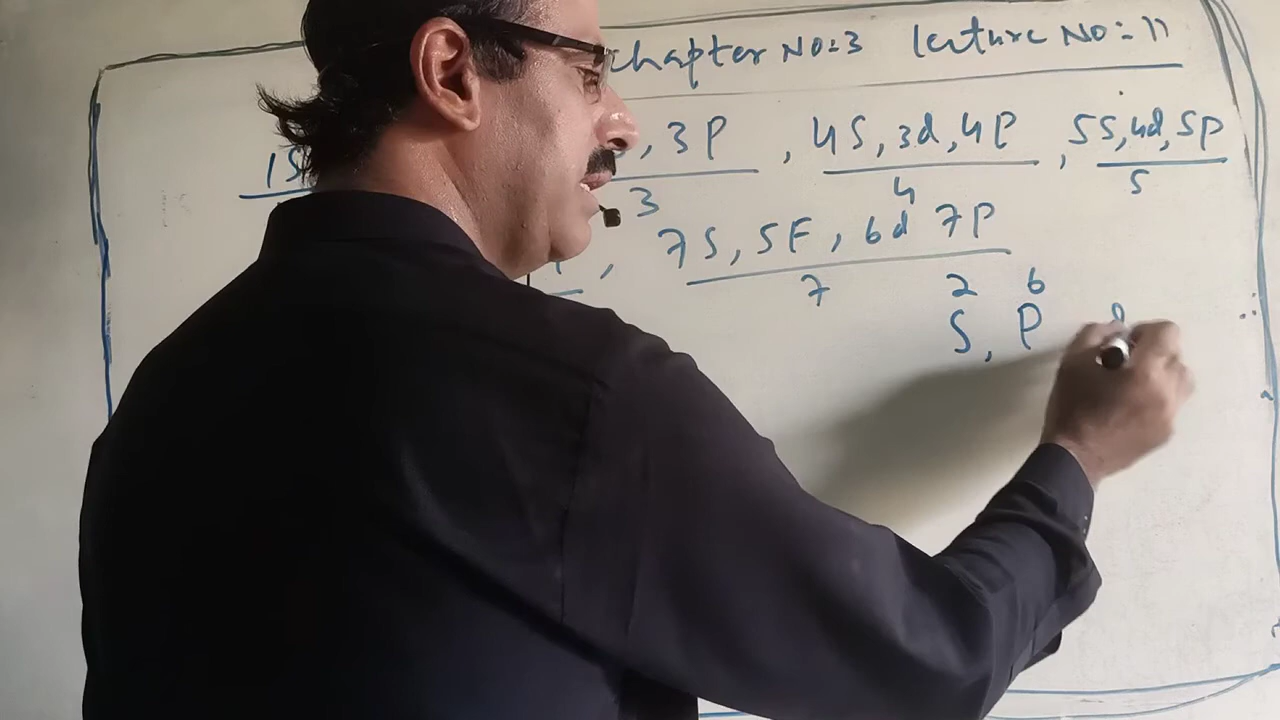 chapter NO:3 lecture NO:11
1S , 3P , 4S, 3d, 4P , 5S, 4d, 5P
3 4 5
, 7S, 5F, 6d 7P
7
2 6
S, P